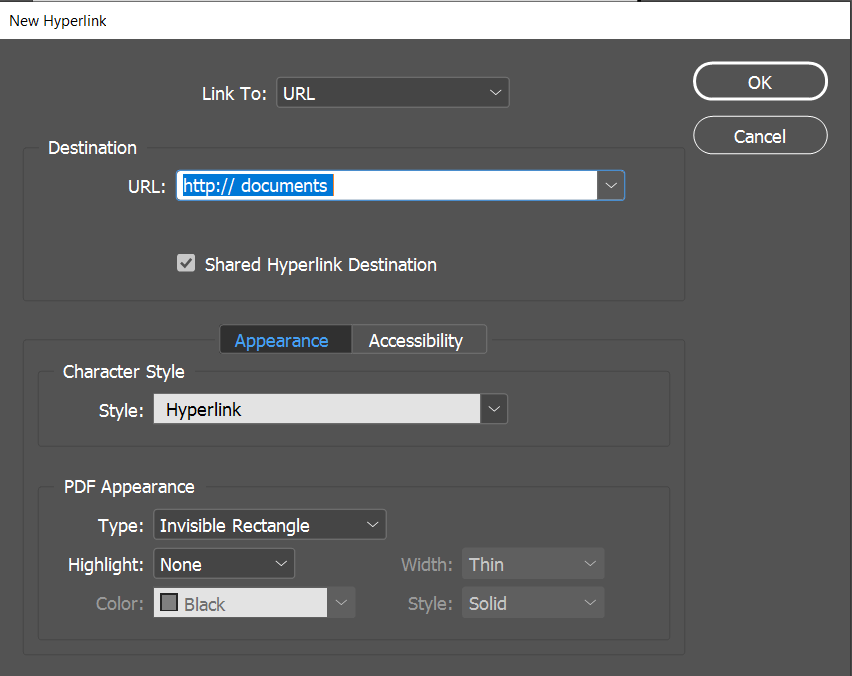 New Hyperlink
Link To: URL
OK
Cancel
Destination
URL: http:// documents
Shared Hyperlink Destination
Appearance Accessibility
Character Style
Style: Hyperlink
PDF Appearance
Type: Invisible Rectangle
Highlight: None Width: Thin
Color: Black Style: Solid